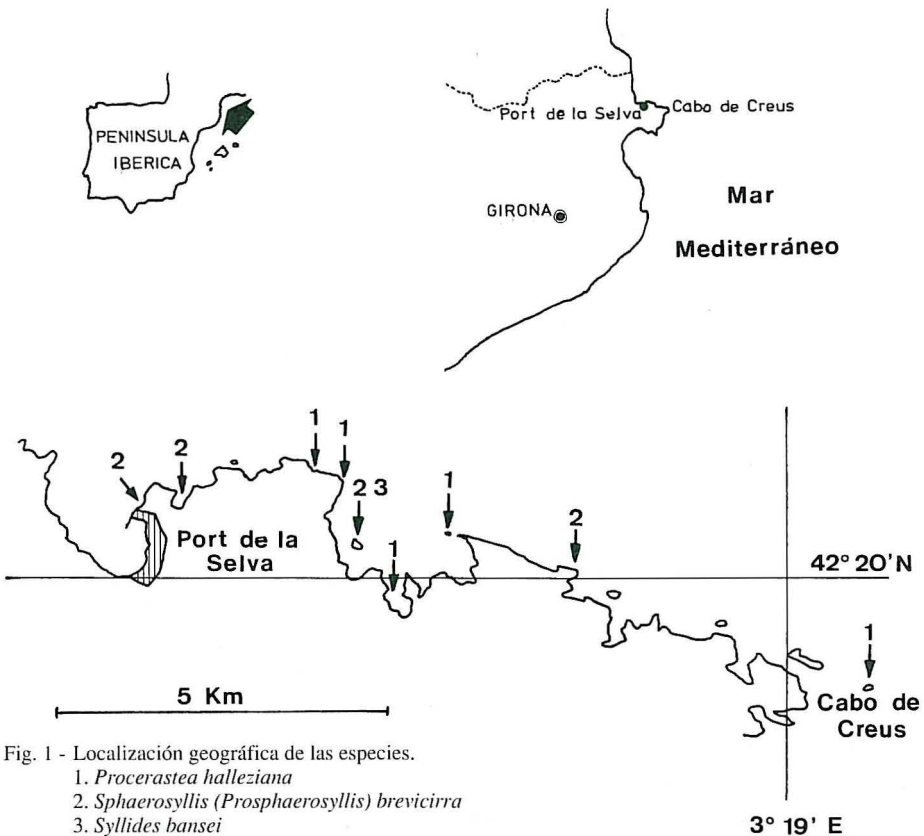 PENINSULA
IBERICA
Port de la Selva
Cabo de Creus
GIRONA
Mar
Mediterráneo
1
1
2
2
2 3
1
1
2
Port de la
Selva
42° 20'N
1
5 Km
Cabo de
Creus
Fig. 1 - Localización geográfica de las especies.
1. Procerastea halleziana
2. Sphaerosyllis (Prosphaerosyllis) brevicirra
3. Syllides bansei
3° 19' E